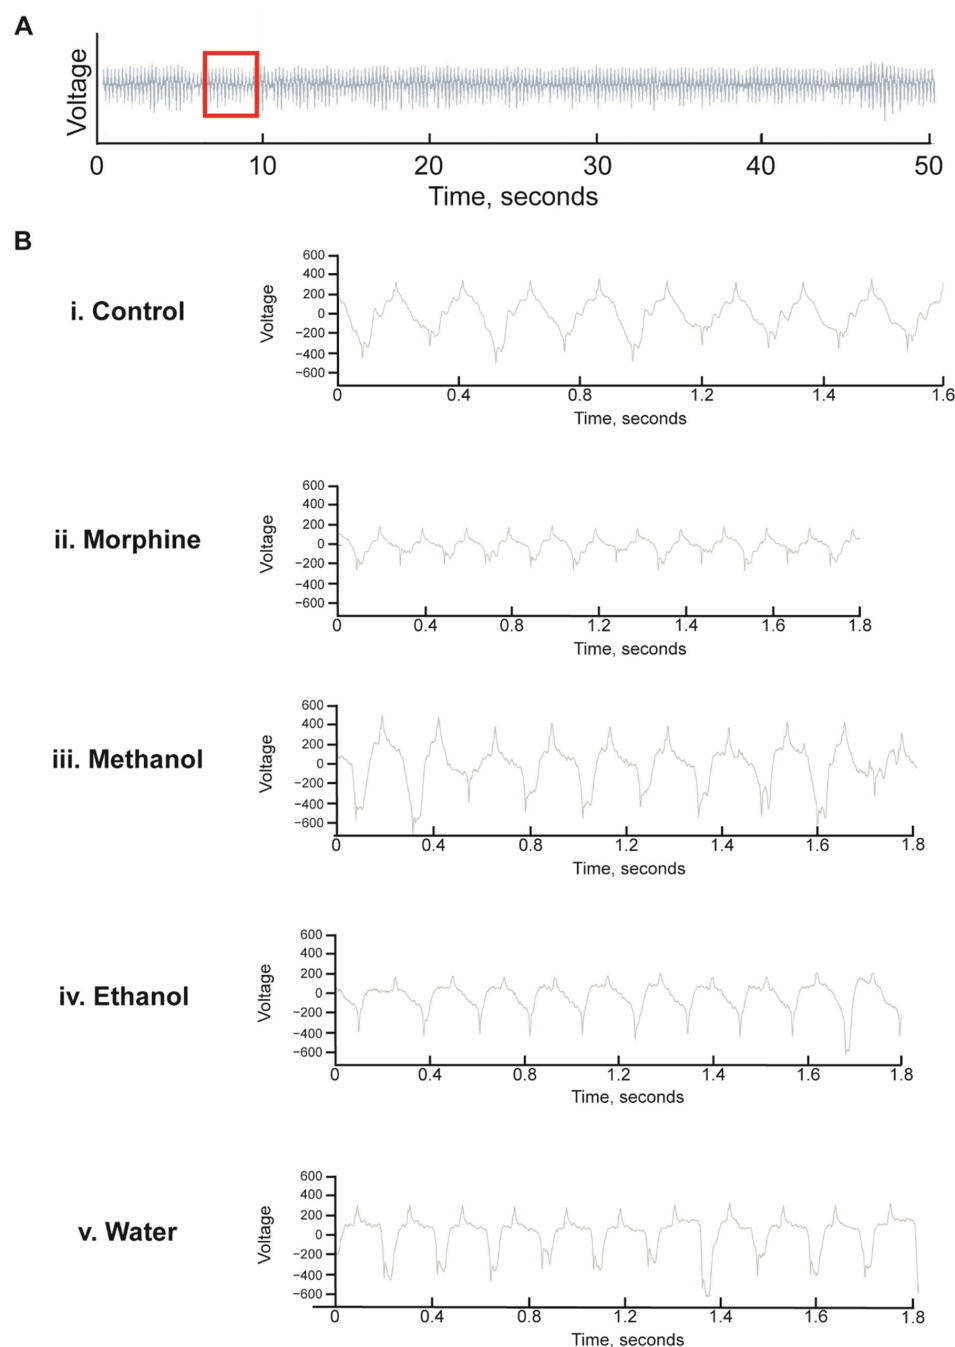 A
Voltage
0 10 20 30 40 50
Time, seconds
B
i. Control
Voltage
600
400
200
0
−200
−400
−600
0 0.4 0.8 1.2 1.4 1.6
Time, seconds
ii. Morphine
Voltage
600
400
200
0
−200
−400
−600
0 0.4 0.8 1.2 1.4 1.6 1.8
Time, seconds
iii. Methanol
Voltage
600
400
200
0
−200
−400
−600
0 0.4 0.8 1.2 1.4 1.6 1.8
Time, seconds
iv. Ethanol
Voltage
600
400
200
0
−200
−400
−600
0 0.4 0.8 1.2 1.4 1.6 1.8
Time, seconds
v. Water
Voltage
600
400
200
0
−200
−400
−600
0 0.4 0.8 1.2 1.4 1.6 1.8
Time, seconds